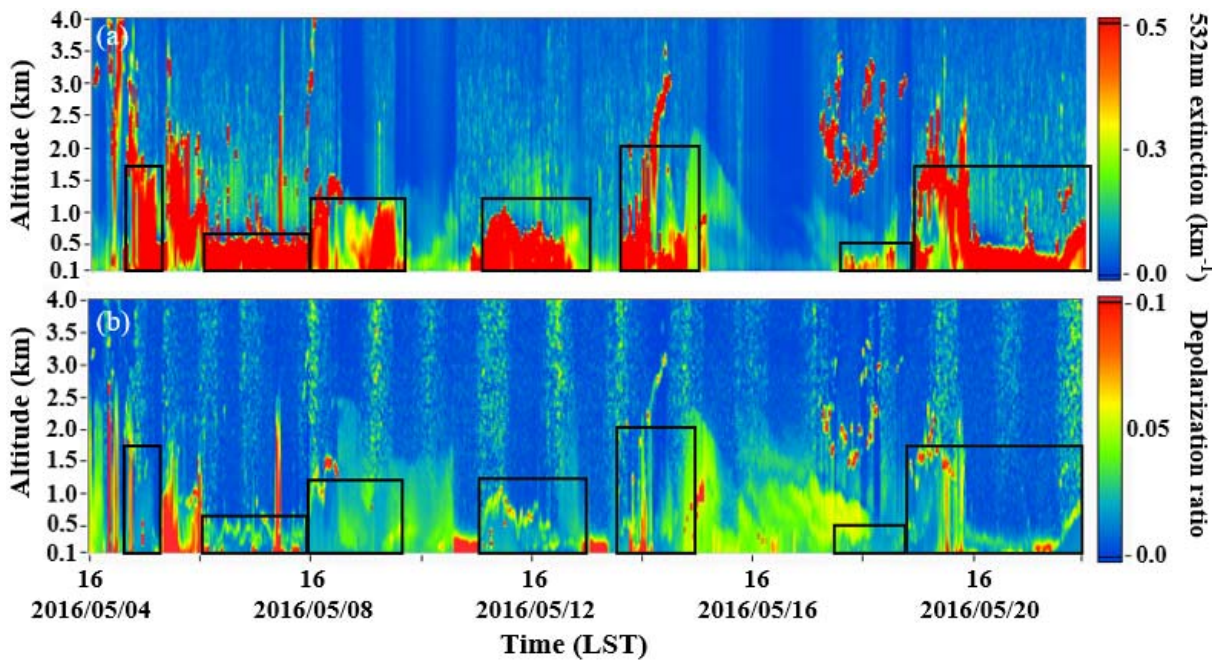 (a)
4.0
3.5
3.0
2.5
2.0
1.5
1.0
0.5
0.1
Altitude (km)
0.5
0.3
0.0
532nm extinction (km⁻¹)
(b)
4.0
3.5
3.0
2.5
2.0
1.5
1.0
0.5
0.1
Altitude (km)
0.1
0.05
0.0
Depolarization ratio
16 16 16 16 16
2016/05/04 2016/05/08 2016/05/12 2016/05/16 2016/05/20
Time (LST)